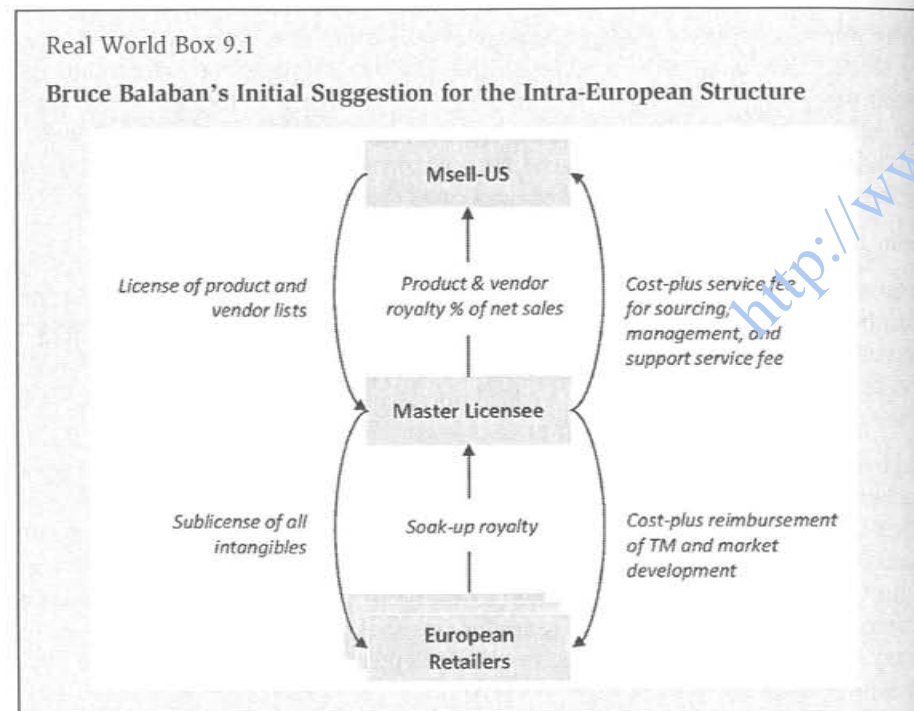 Real World Box 9.1
Bruce Balaban's Initial Suggestion for the Intra-European Structure
Msell-US
License of product and
vendor lists
Product & vendor
royalty % of net sales
Cost-plus service fee
for sourcing,
management, and
support service fee
http://w
Master Licensee
Sublicense of all
intangibles
Soak-up royalty
Cost-plus reimbursement
of TM and market
development
European
Retailers